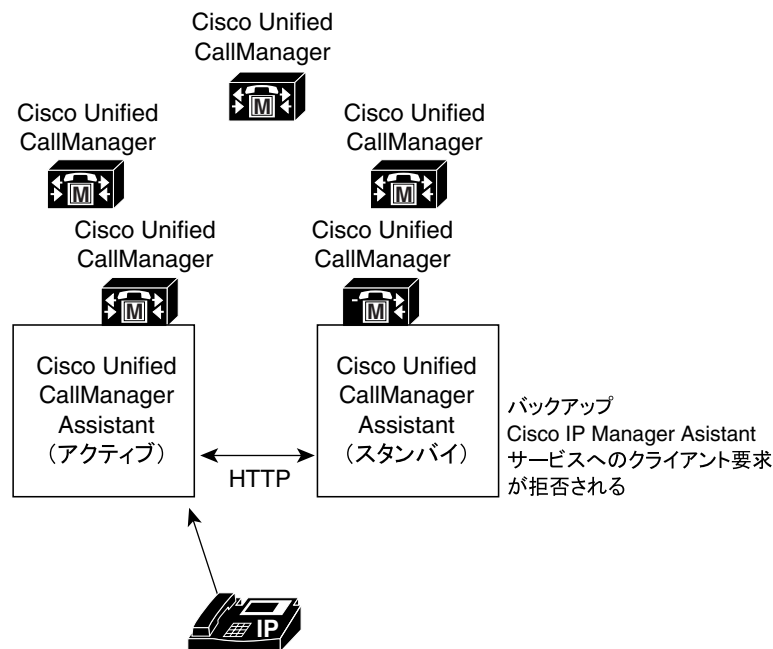 Cisco Unified
CallManager
Cisco Unified
CallManager
M
Cisco Unified
CallManager
M
M
Cisco Unified
CallManager
Cisco Unified
CallManager
M
M
Cisco Unified
CallManager
Assistant
（アクティブ）
HTTP
Cisco Unified
CallManager
Assistant
（スタンバイ）
バックアップ
Cisco IP Manager Asistant
サービスへのクライアント要求
が拒否される
IP